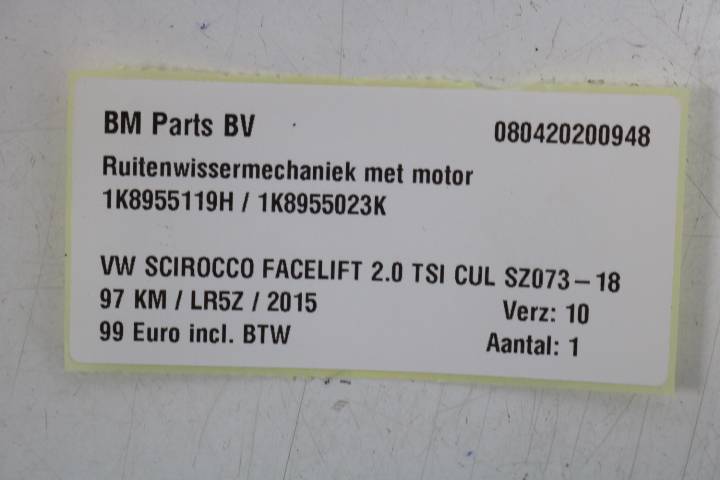 BM Parts BV 080420200948
Ruitenwissermechaniek met motor
1K8955119H / 1K8955023K
VW SCIROCCO FACELIFT 2.0 TSI CUL SZ073-18
97 KM / LR5Z / 2015 Verz: 10
99 Euro incl. BTW Aantal: 1